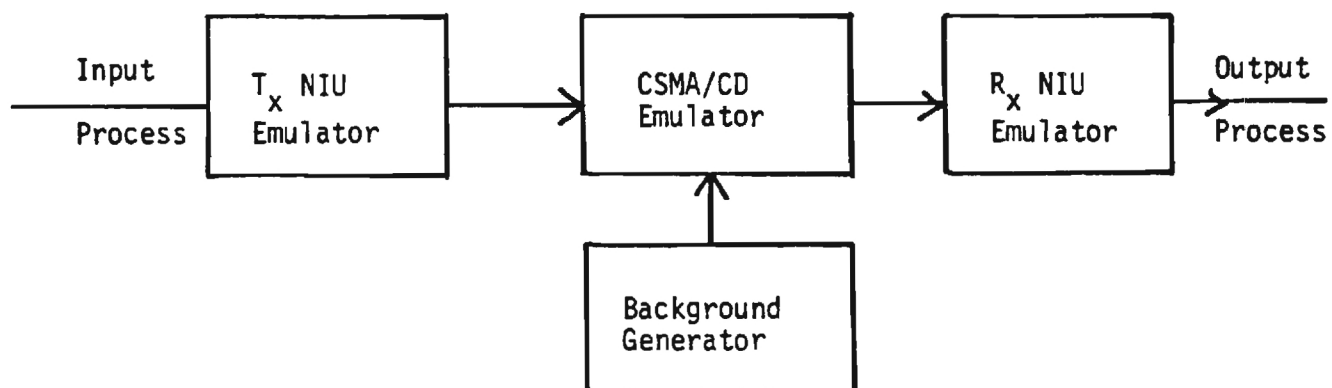 Input
Process
Tx NIU
Emulator
CSMA/CD
Emulator
Rx NIU
Emulator
Output
Process
Background
Generator